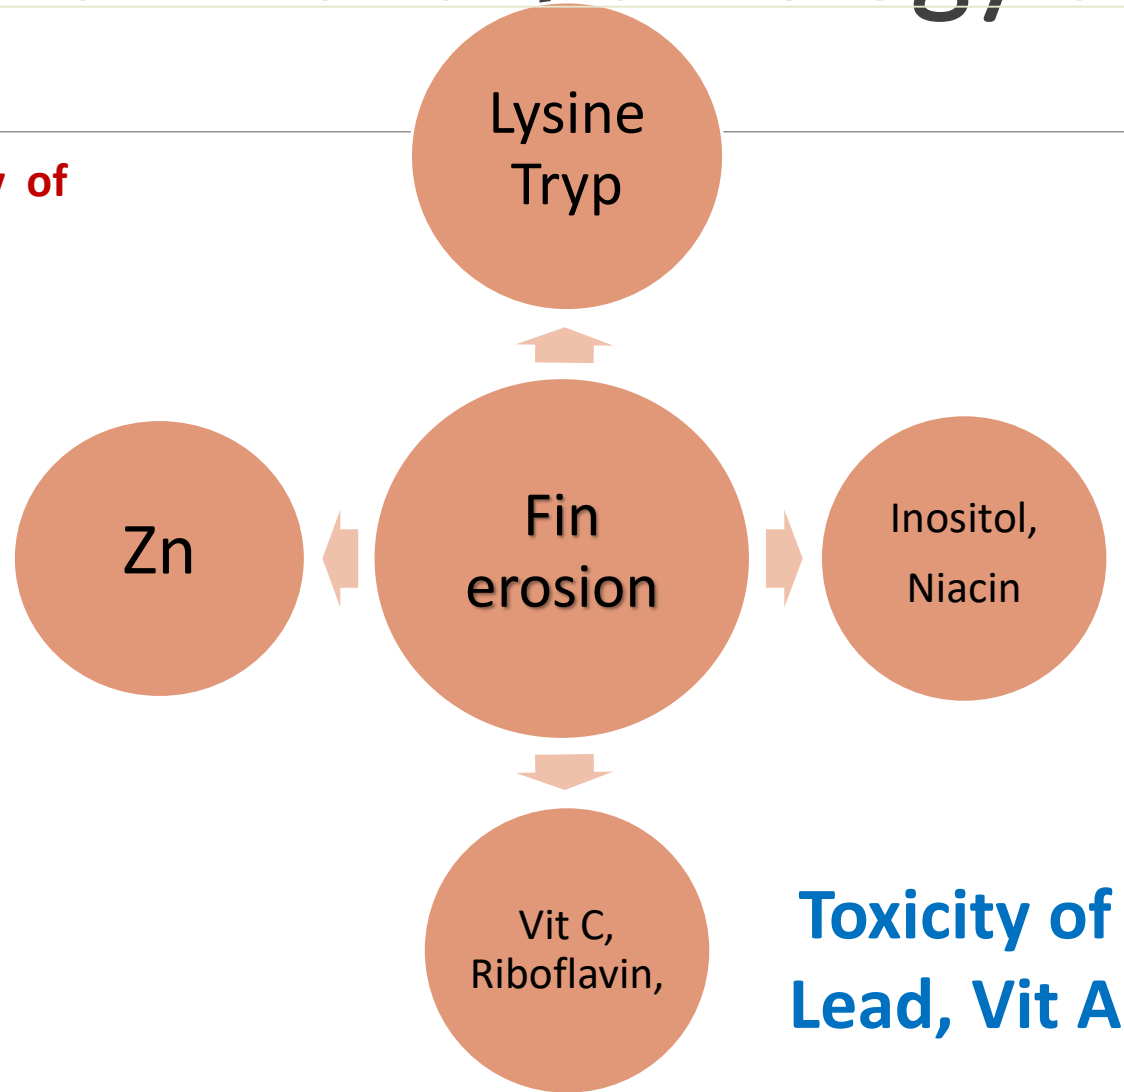 Lysine
Tryp
of
Zn
Fin
erosion
Inositol,
Niacin
Vit C,
Riboflavin,
Toxicity of
Lead, Vit A